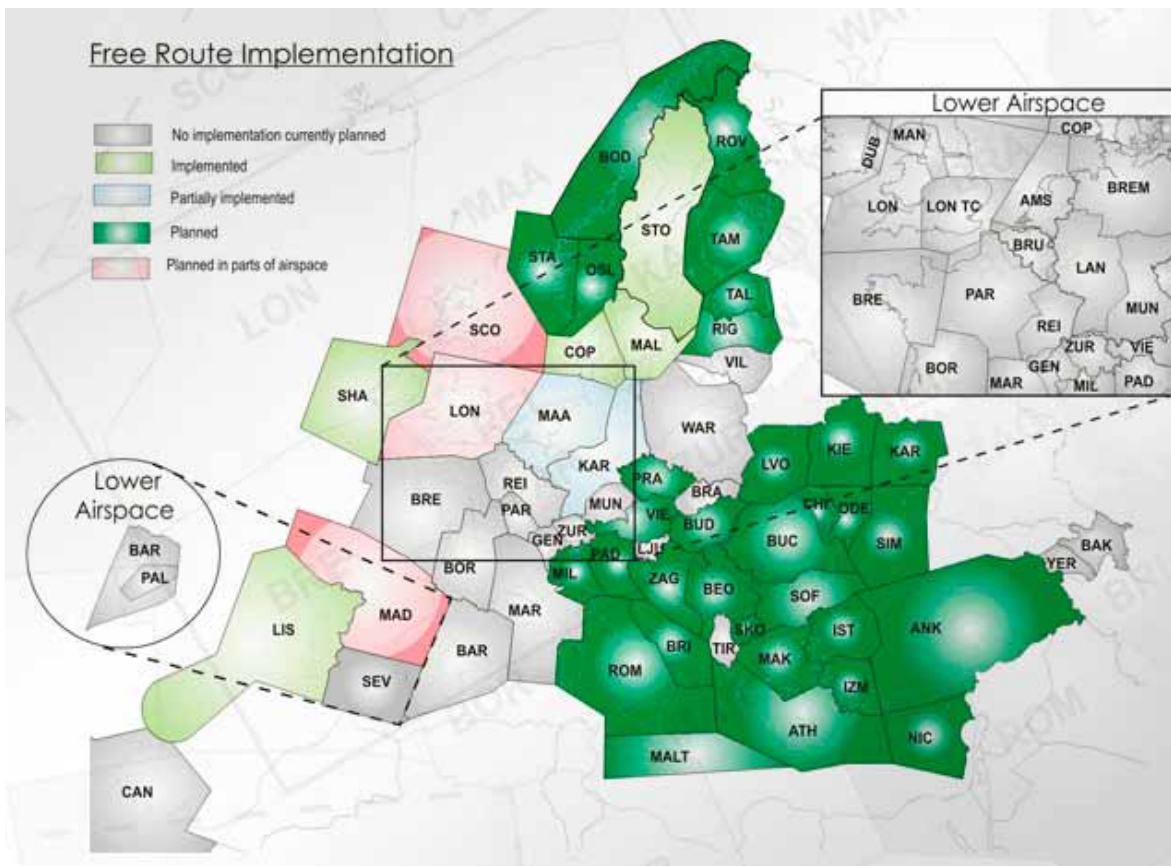 Free Route Implementation
No implementation currently planned
Implemented
Partially implemented
Planned
Planned in parts of airspace
Lower Airspace
COP
MAN
DUB
BREM
LON
LON TC
AMS
BRU
LAN
BRE
PAR
MUN
REI
ZUR
VIE
BOR
GEN
MAR
MIL
PAD
BOD
ROV
STO
STA
OSL
TAM
TAL
RIG
SCO
COP
MAL
VIL
SHA
LON
MAA
WAR
KAR
LVO
KIE
KAR
PRA
BRE
REI
PAR
MUN
BRA
VIE
BUD
CHI
ODE
ZUR
GEN
LJU
BUC
SIM
BAK
YER
Lower
Airspace
BAR
PAL
BOR
MIL
PAD
ZAG
BEO
SOF
MAD
MAR
LIS
SKO
IST
ANK
BAR
TIR
MAK
ROM
BRI
SEV
IZM
ATH
NIC
MALT
CAN